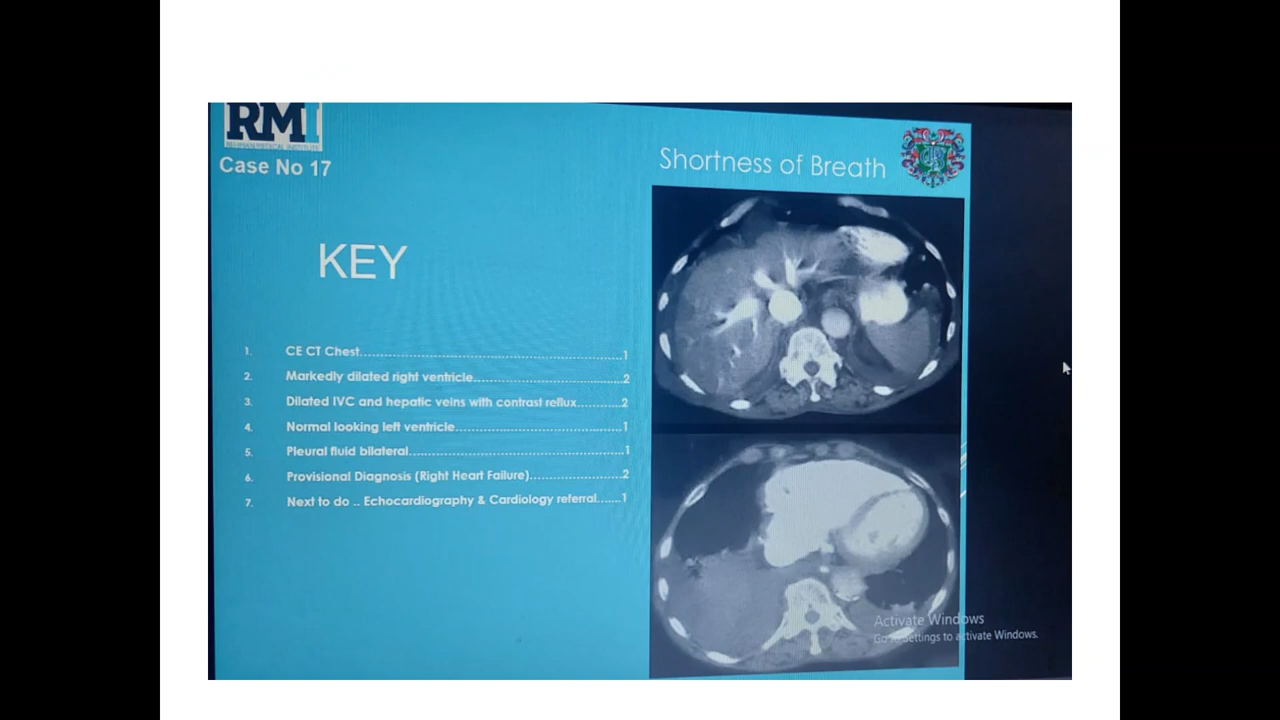 RMI
REHMAN MEDICAL INSTITUTE
Case No 17
Shortness of Breath
KEY
1. CE CT Chest............................................................1
2. Markedly dilated right ventricle..................................2
3. Dilated IVC and hepatic veins with contrast reflux..........2
4. Normal looking left ventricle.......................................1
5. Pleural fluid bilateral..................................................1
6. Provisional Diagnosis (Right Heart Failure)....................2
7. Next to do .. Echocardiography & Cardiology referral......1
Activate Windows
Go to Settings to activate Windows.